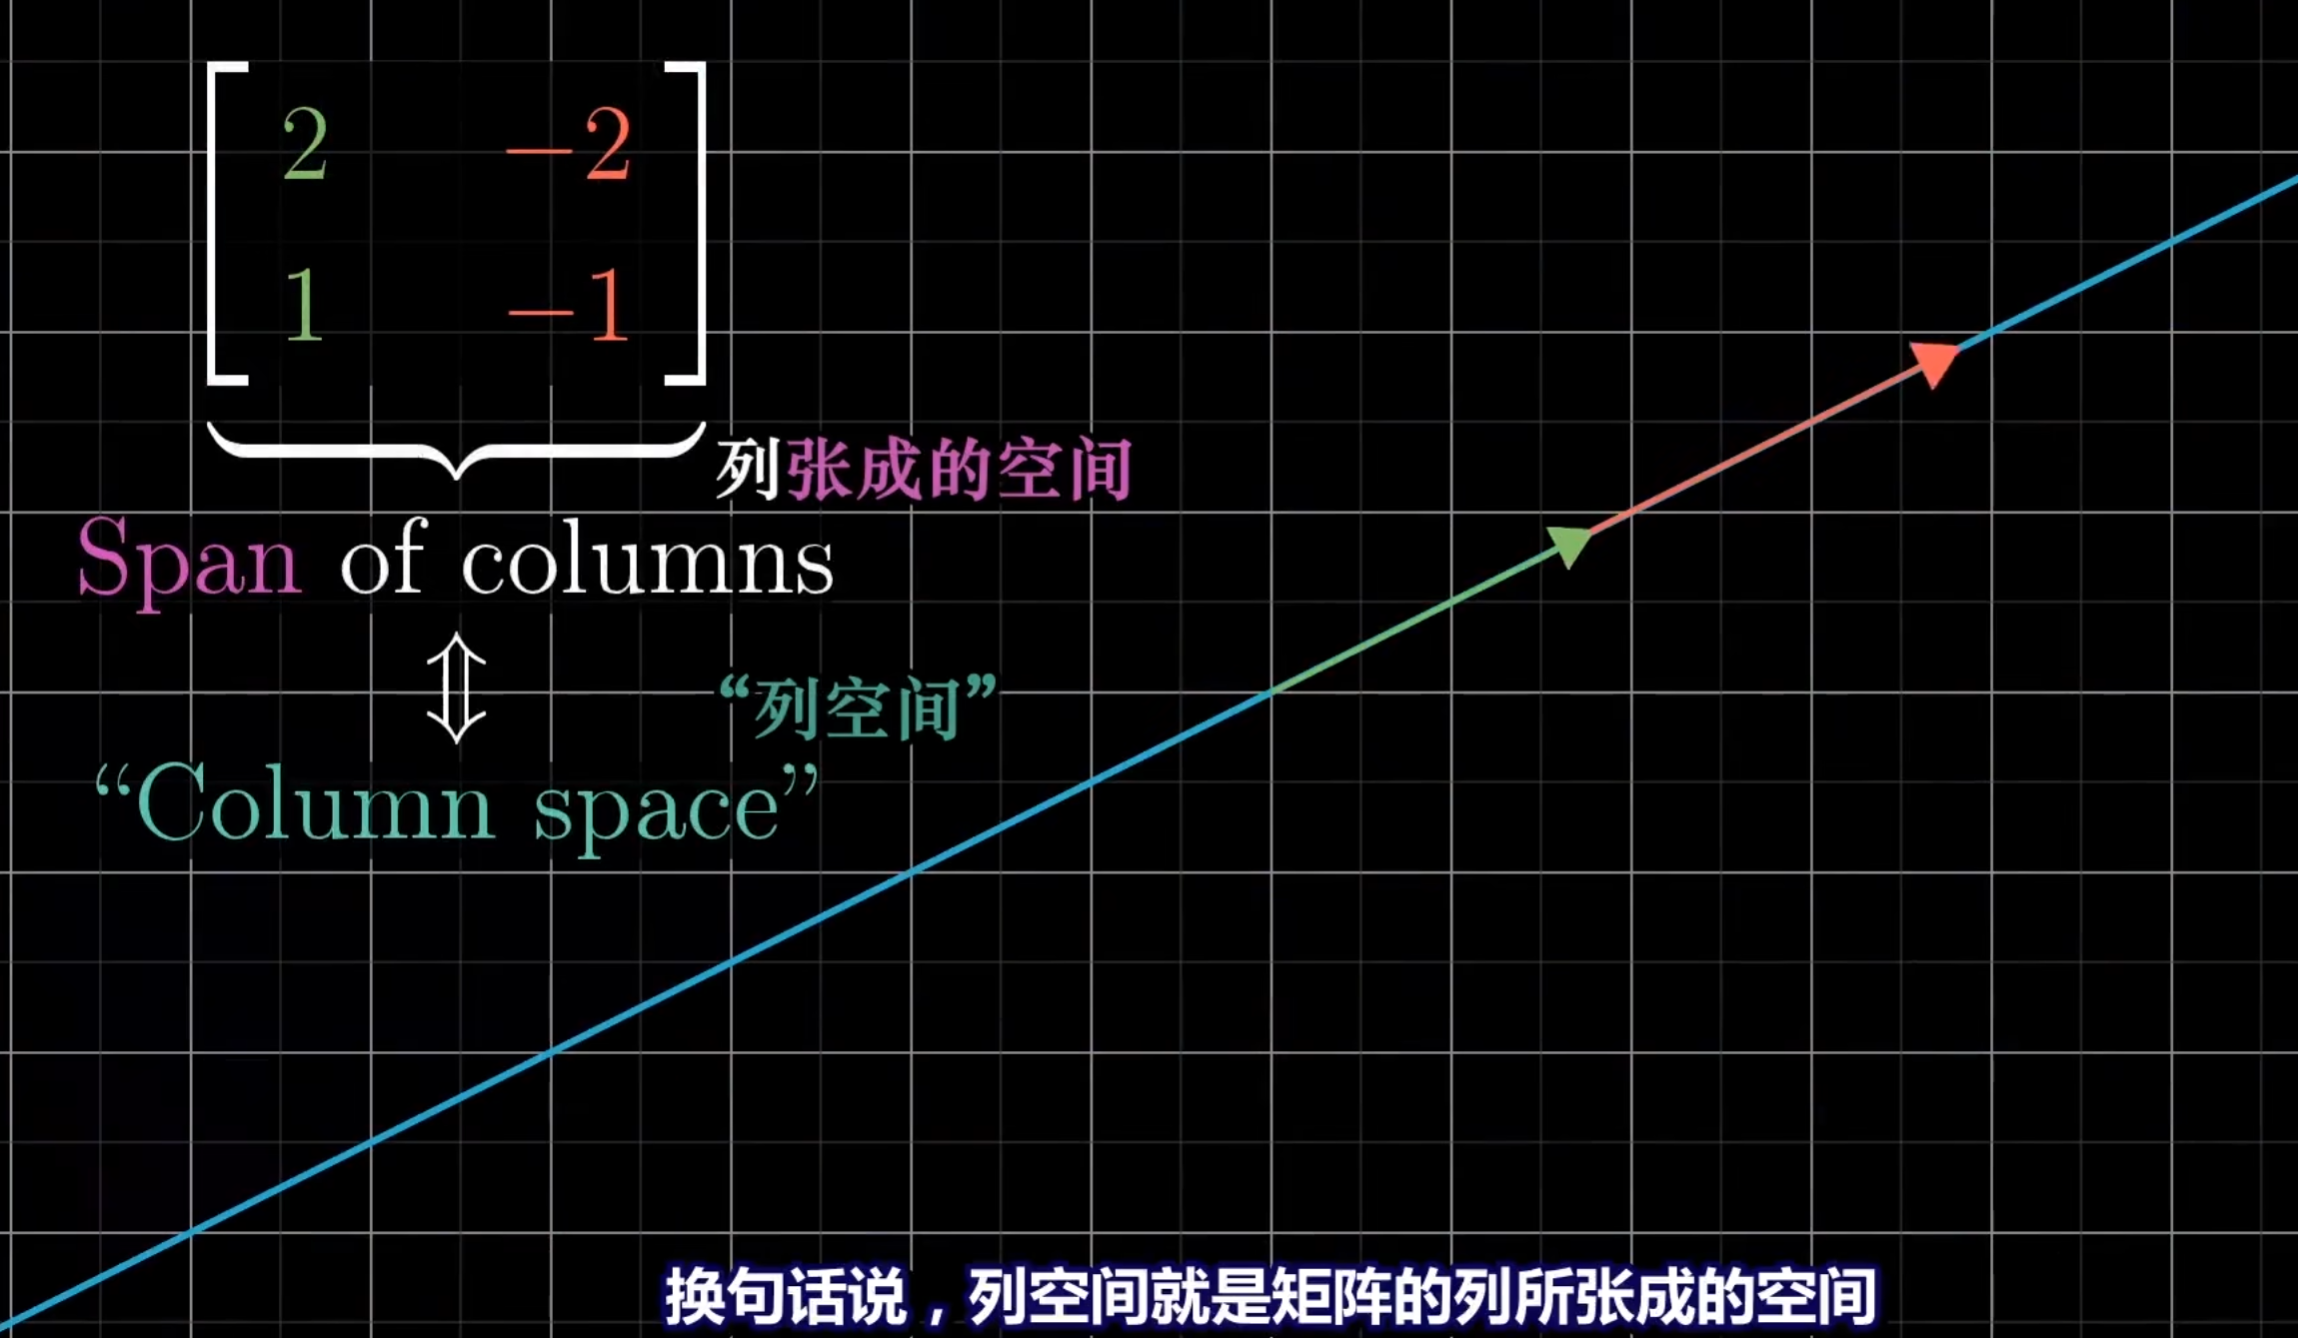 2 −2
1 −1
列张成的空间
Span of columns
⇕
“列空间”
“Column space”
换句话说，列空间就是矩阵的列所张成的空间